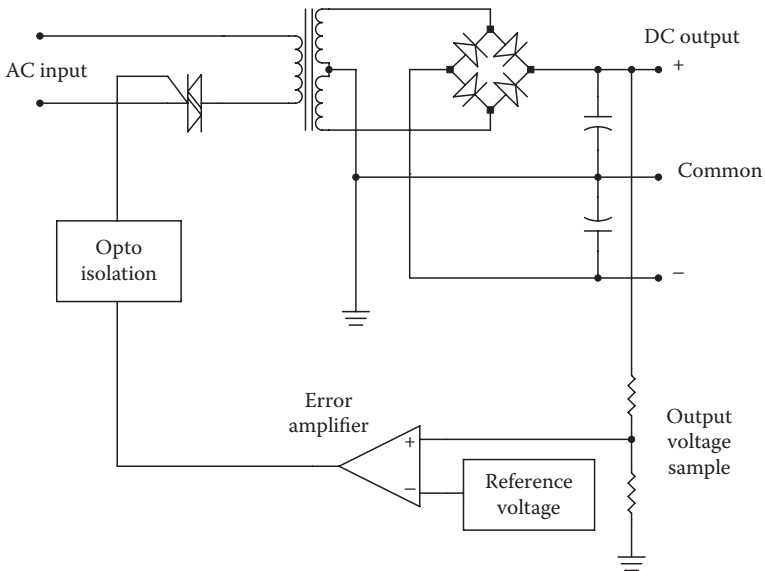 DC output
+
AC input
Common
Opto
isolation
−
Error
amplifier
+
−
Output
voltage
sample
Reference
voltage